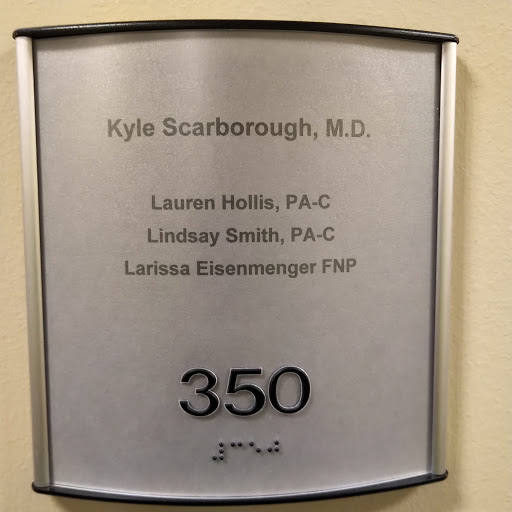 Kyle Scarborough, M.D.
Lauren Hollis, PA-C
Lindsay Smith, PA-C
Larissa Eisenmenger FNP
350
⠼⠉⠑⠚